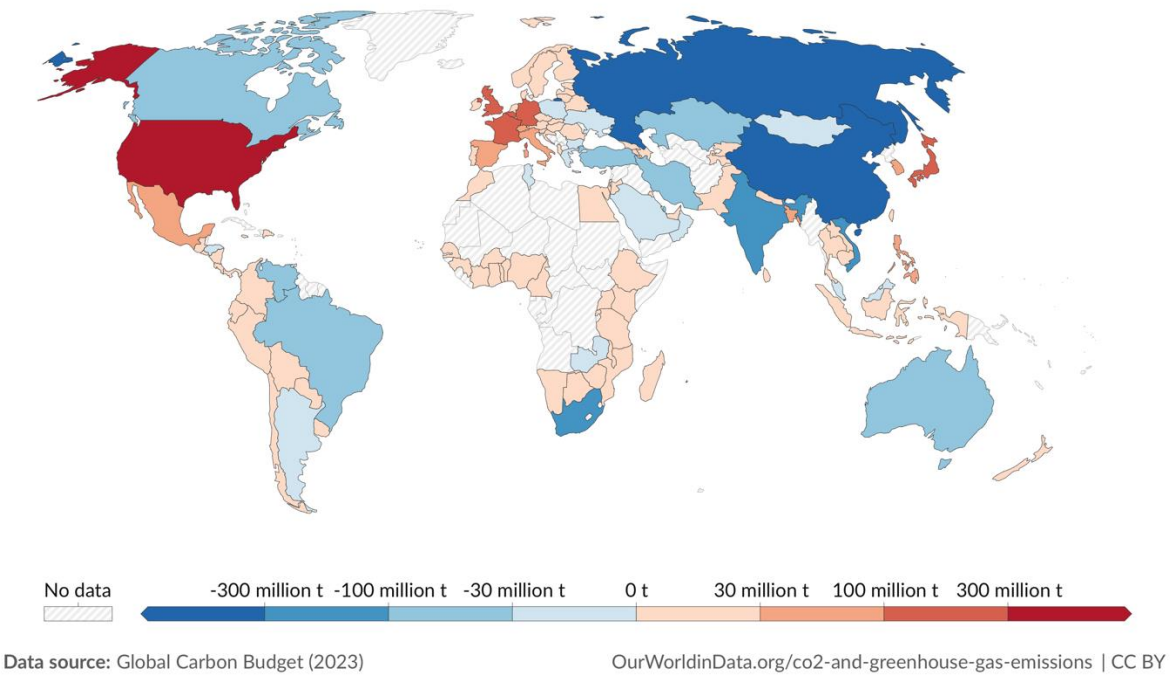 No data -300 million t -100 million t -30 million t 0 t 30 million t 100 million t 300 million t
Data source: Global Carbon Budget (2023) OurWorldinData.org/co2-and-greenhouse-gas-emissions | CC BY